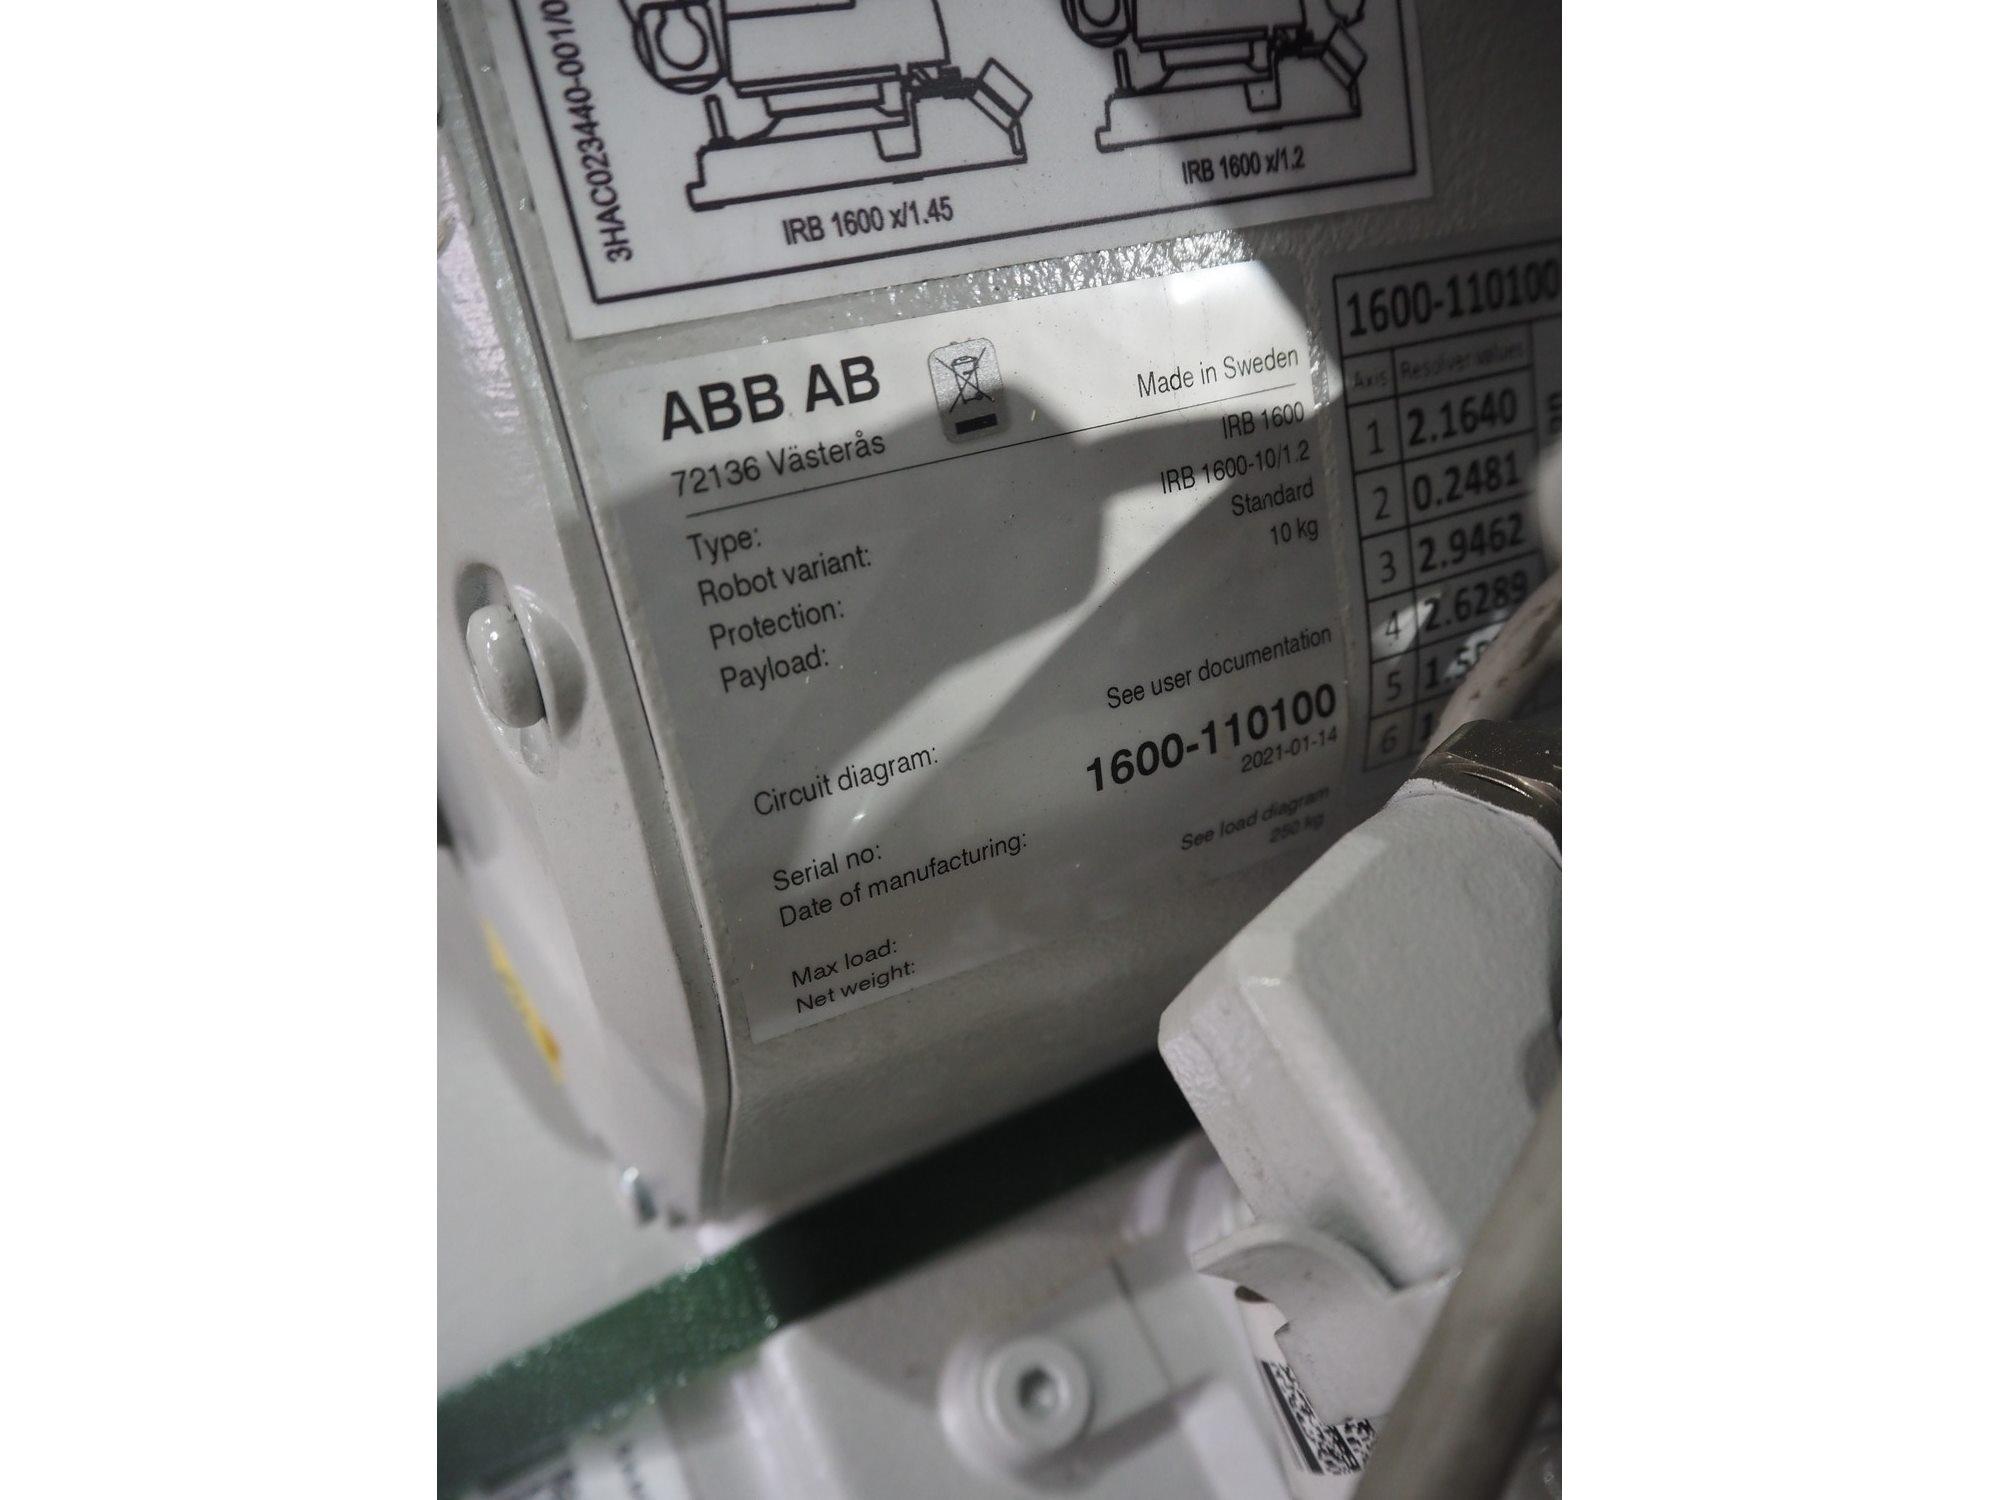 3HAC023440-001/0
IRB 1600 x/1.45
IRB 1600 x/1.2
ABB AB
72136 Västerås
Made in Sweden
Type: IRB 1600
Robot variant: IRB 1600-10/1.2
Protection: Standard
Payload: 10 kg
Circuit diagram: See user documentation
Serial no: 1600-110100
Date of manufacturing: 2021-01-14
Max load: See load diagram
Net weight: 250 kg
1600-110100
Axis Resolver values
1 2.1640
2 0.2481
3 2.9462
4 2.6289
5
6